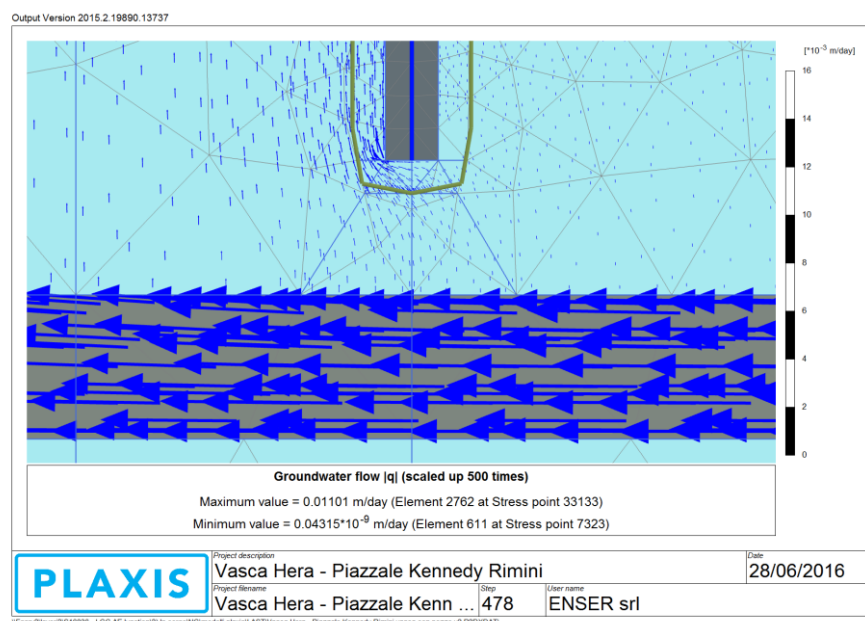 Output Version 2015.2.19890.13737
[*10-3 m/day]
16
14
12
10
8
6
4
2
0
Groundwater flow |q| (scaled up 500 times)
Maximum value = 0.01101 m/day (Element 2762 at Stress point 33133)
Minimum value = 0.04315*10-9 m/day (Element 611 at Stress point 7323)
PLAXIS
Project description
Vasca Hera - Piazzale Kennedy Rimini
Date
28/06/2016
Project filename
Vasca Hera - Piazzale Kenn ...
Step
478
User name
ENSER srl